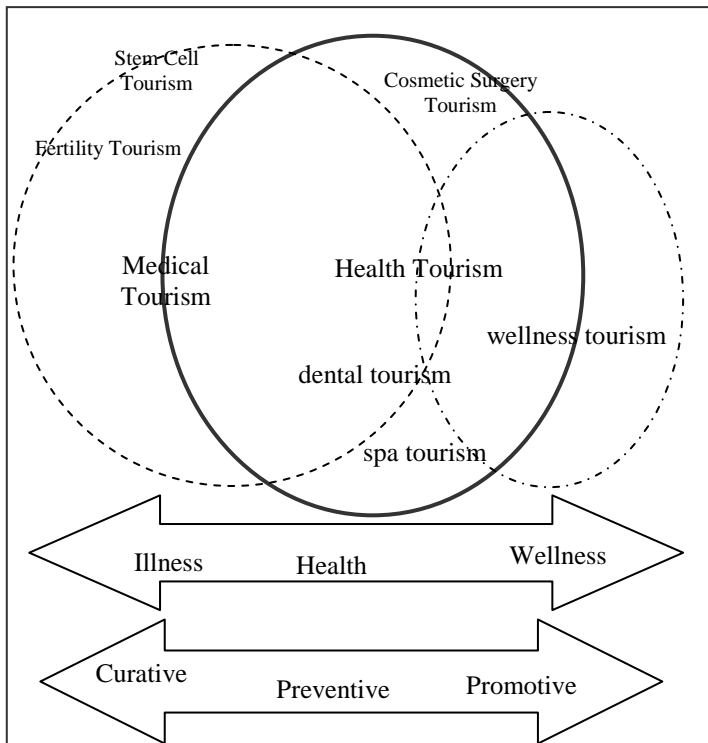 Stem Cell
Tourism
Cosmetic Surgery
Tourism
Fertility Tourism
Medical
Tourism
Health Tourism
wellness tourism
dental tourism
spa tourism
Illness
Health
Wellness
Curative
Preventive
Promotive